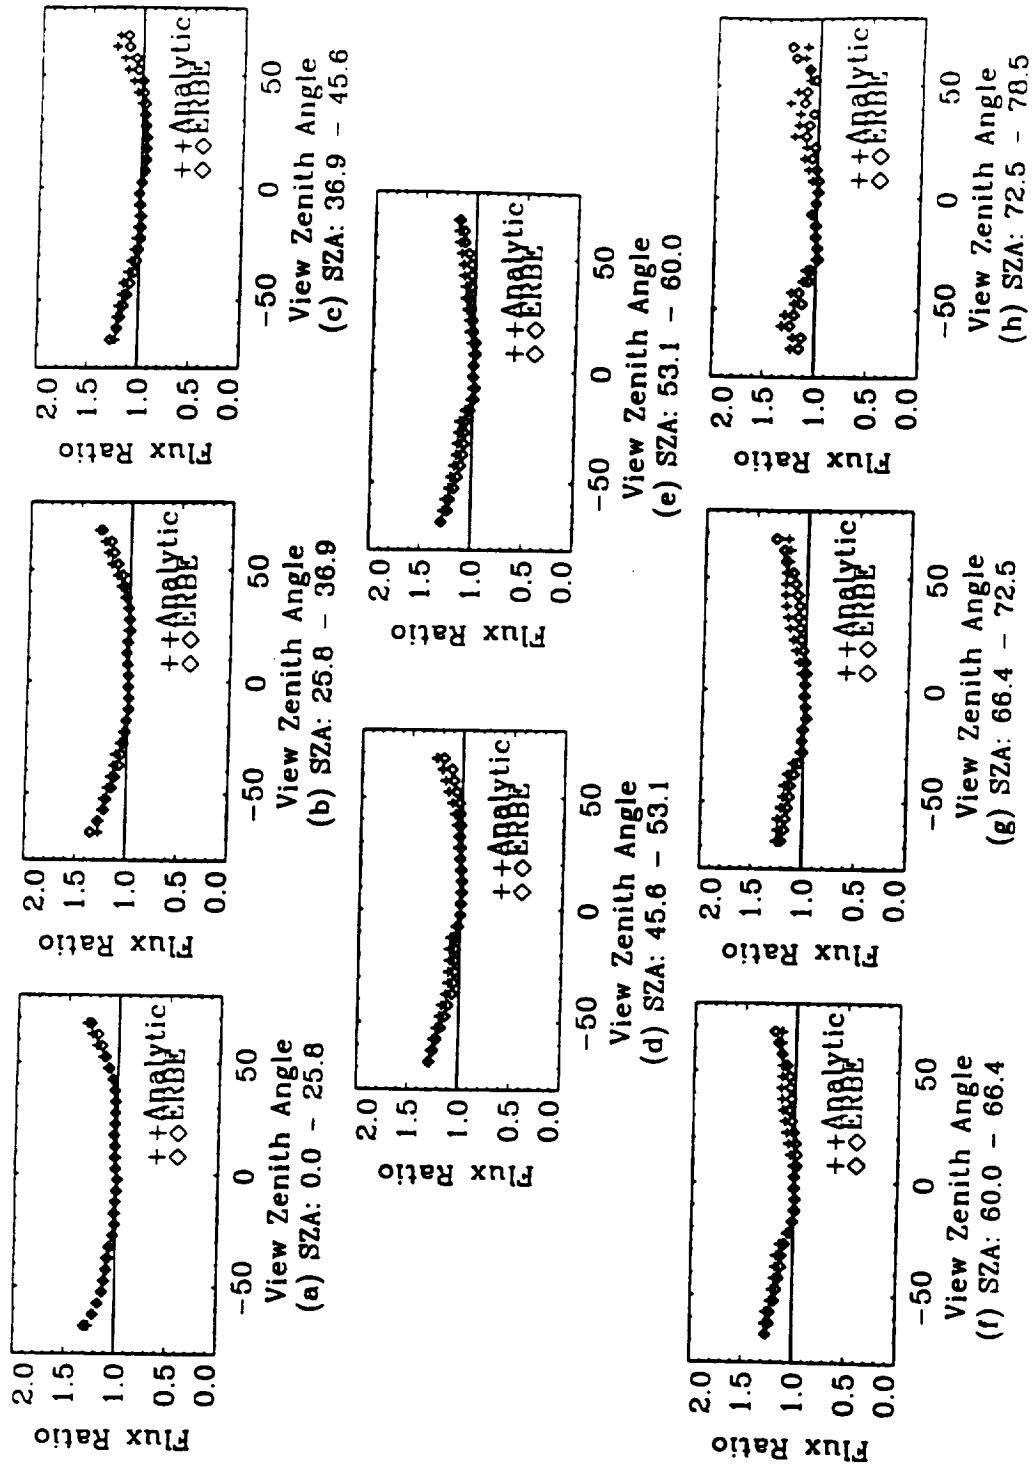 Flux Ratio
2.0
1.5
1.0
0.5
0.0
++Analytic
◇◇ERBE
-50 0 50
View Zenith Angle
(a) SZA: 0.0 - 25.8
Flux Ratio
2.0
1.5
1.0
0.5
0.0
++Analytic
◇◇ERBE
-50 0 50
View Zenith Angle
(b) SZA: 25.8 - 36.9
Flux Ratio
2.0
1.5
1.0
0.5
0.0
++Analytic
◇◇ERBE
-50 0 50
View Zenith Angle
(c) SZA: 36.9 - 45.6
Flux Ratio
2.0
1.5
1.0
0.5
0.0
++Analytic
◇◇ERBE
-50 0 50
View Zenith Angle
(d) SZA: 45.6 - 53.1
Flux Ratio
2.0
1.5
1.0
0.5
0.0
++Analytic
◇◇ERBE
-50 0 50
View Zenith Angle
(e) SZA: 53.1 - 60.0
Flux Ratio
2.0
1.5
1.0
0.5
0.0
++Analytic
◇◇ERBE
-50 0 50
View Zenith Angle
(f) SZA: 60.0 - 66.4
Flux Ratio
2.0
1.5
1.0
0.5
0.0
++Analytic
◇◇ERBE
-50 0 50
View Zenith Angle
(g) SZA: 66.4 - 72.5
Flux Ratio
2.0
1.5
1.0
0.5
0.0
++Analytic
◇◇ERBE
-50 0 50
View Zenith Angle
(h) SZA: 72.5 - 78.5